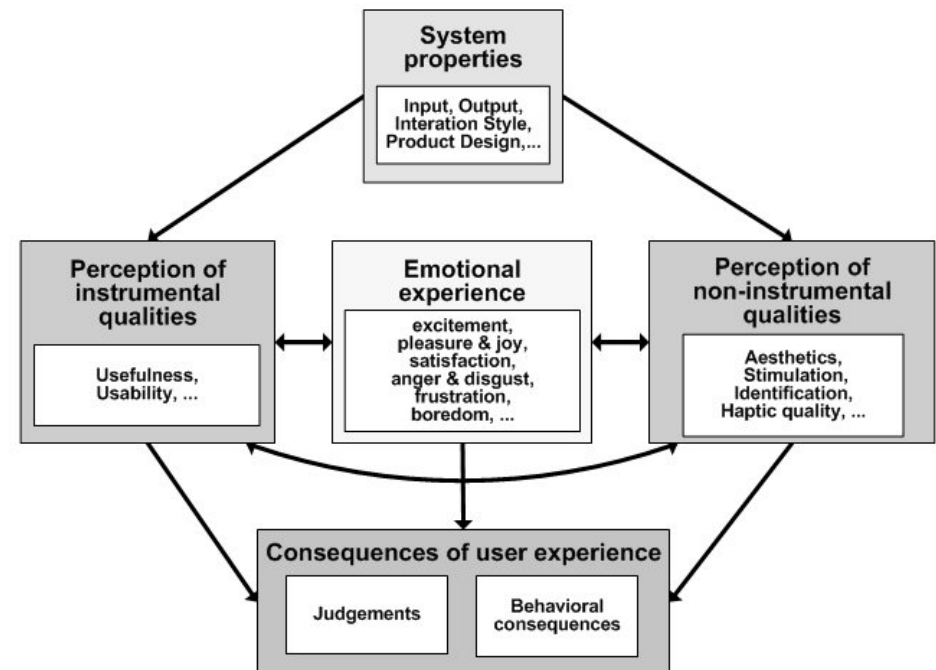 System
properties
Input, Output,
Interation Style,
Product Design,...
Perception of
instrumental
qualities
Usefulness,
Usability, ...
Emotional
experience
excitement,
pleasure & joy,
satisfaction,
anger & disgust,
frustration,
boredom, ...
Perception of
non-instrumental
qualities
Aesthetics,
Stimulation,
Identification,
Haptic quality, ...
Consequences of user experience
Judgements
Behavioral
consequences